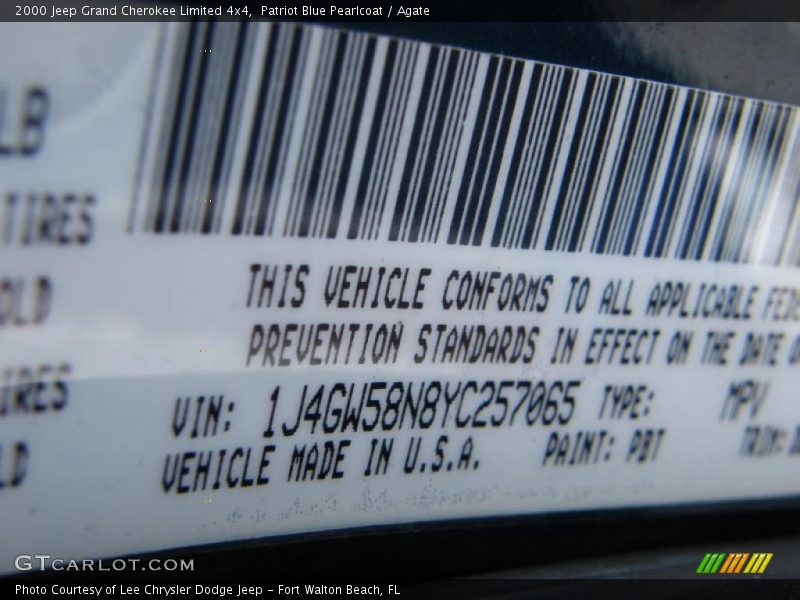 2000 Jeep Grand Cherokee Limited 4x4,  Patriot Blue Pearlcoat / Agate
LB
TIRES
OLD
IRES
LD
THIS VEHICLE CONFORMS TO ALL APPLICABLE FEDE
PREVENTION STANDARDS IN EFFECT ON THE DATE O
VIN: 1J4GW58N8YC257065 TYPE: MPV
VEHICLE MADE IN U.S.A. PAINT: PBT TRIM:
GTCARLOT.COM
Photo Courtesy of Lee Chrysler Dodge Jeep - Fort Walton Beach, FL